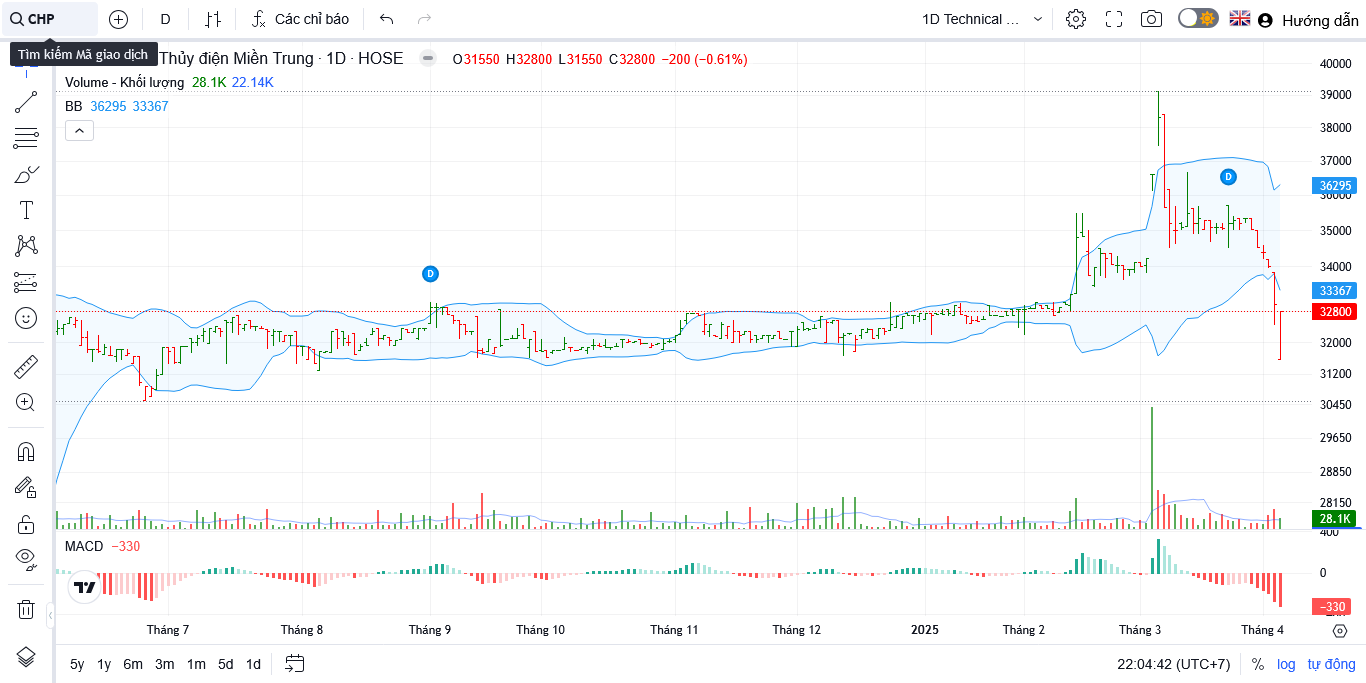 CHP
D
Các chỉ báo
1D Technical ...
Hướng dẫn
Tìm kiếm Mã giao dịch
Thủy điện Miền Trung · 1D · HOSE
O31550 H32800 L31550 C32800 −200 (−0.61%)
Volume - Khối lượng 28.1K 22.14K
BB 36295 33367
40000
39000
38000
37000
36295
36000
35000
34000
33367
32800
32000
31200
30450
29650
28850
28150
28.1K
D
D
MACD −330
400
0
−330
Tháng 7
Tháng 8
Tháng 9
Tháng 10
Tháng 11
Tháng 12
2025
Tháng 2
Tháng 3
Tháng 4
5y 1y 6m 3m 1m 5d 1d
22:04:42 (UTC+7)
% log tự động